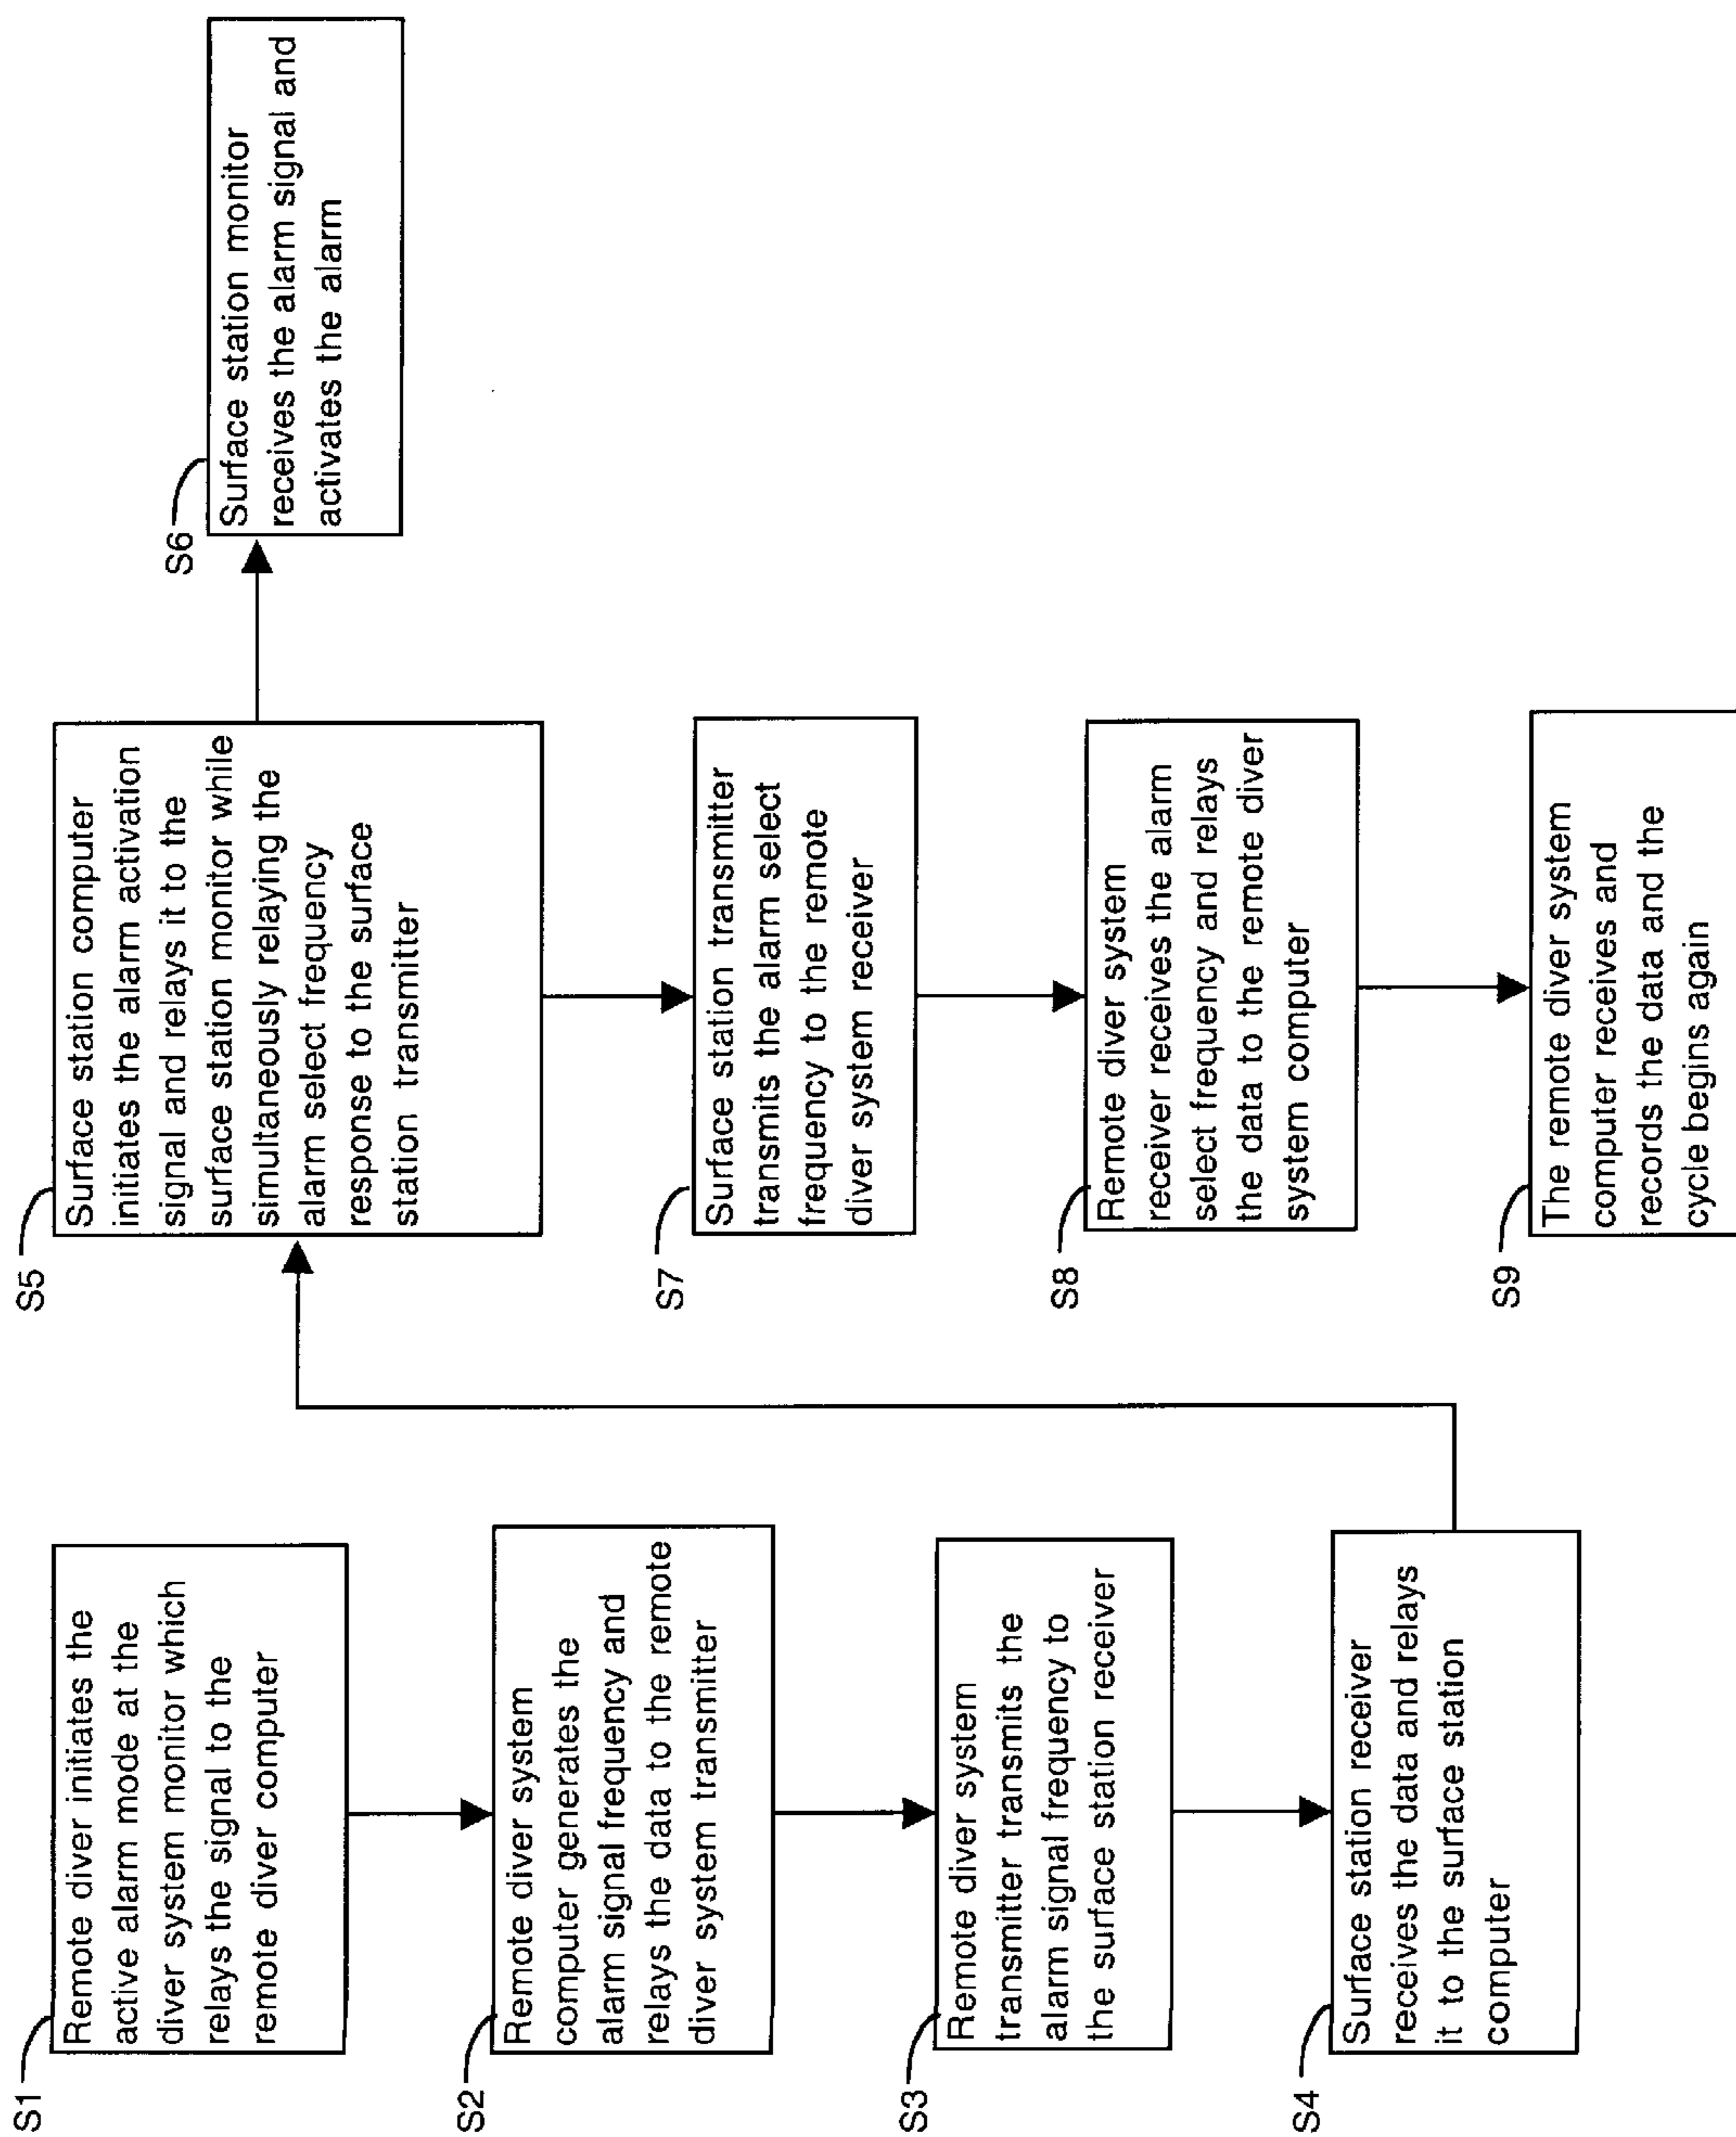 S1
Remote diver initiates the
active alarm mode at the
diver system monitor which
relays the signal to the
remote diver computer
S2
Remote diver system
computer generates the
alarm signal frequency and
relays the data to the remote
diver system transmitter
S3
Remote diver system
transmitter transmits the
alarm signal frequency to
the surface station receiver
S4
Surface station receiver
receives the data and relays
it to the surface station
computer
S5
Surface station computer
initiates the alarm activation
signal and relays it to the
surface station monitor while
simultaneously relaying the
alarm select frequency
response to the surface
station transmitter
S6
Surface station monitor
receives the alarm signal and
activates the alarm
S7
Surface station transmitter
transmits the alarm select
frequency to the remote
diver system receiver
S8
Remote diver system
receiver receives the alarm
select frequency and relays
the data to the remote diver
system computer
S9
The remote diver system
computer receives and
records the data and the
cycle begins again